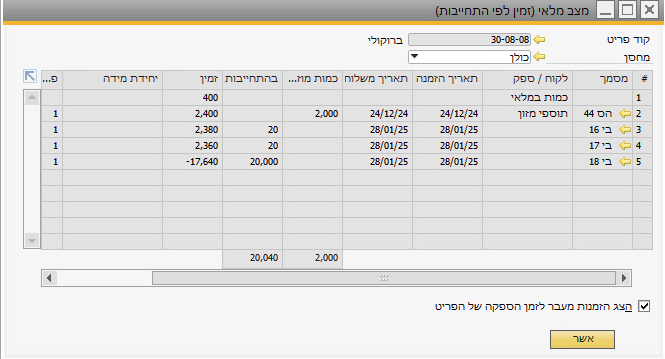 מצב מלאי (זמין לפי התחייבות)
קוד פריט 30-08-08 ברוקולי
מחסן כולן
# מסמך לקוח / ספק תאריך הזמנה תאריך משלוח כמות מוז... בהתחייבות זמין יחידת מידה פ...
1 כמות במלאי 400
2 הס 44 תוספי מזון 24/12/24 24/12/24 2,000 2,400 1
3 בי 16 28/01/25 28/01/25 20 2,380 1
4 בי 17 28/01/25 28/01/25 20 2,360 1
5 בי 18 28/01/25 28/01/25 20,000 17,640- 1
2,000 20,040
הצג הזמנות מעבר לזמן הספקה של הפריט
אשר